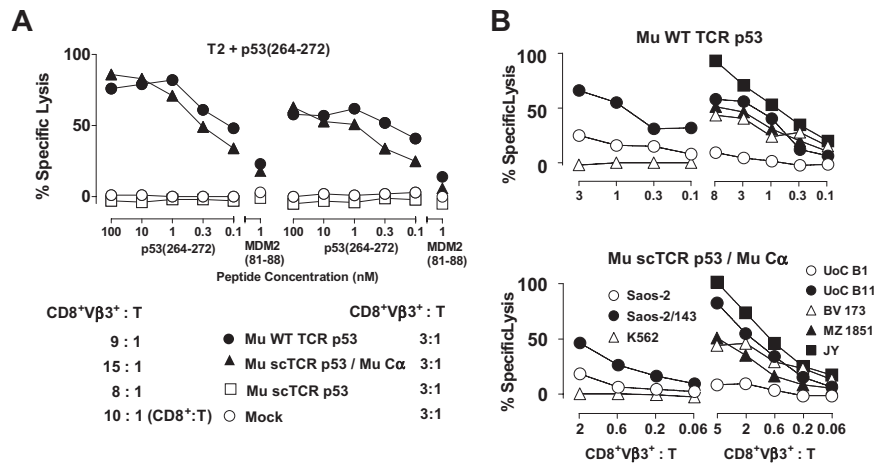 A
T2 + p53(264-272)
% Specific Lysis
100
50
0
100 10 1 0.3 0.1 1
p53(264-272)
MDM2
(81-88)
100 10 1 0.3 0.1 1
p53(264-272)
MDM2
(81-88)
Peptide Concentration (nM)
CD8+Vβ3+ : T CD8+Vβ3+ : T
9 : 1 Mu WT TCR p53 3:1
15 : 1 Mu scTCR p53 / Mu Cα 3:1
8 : 1 Mu scTCR p53 3:1
10 : 1 (CD8+:T) Mock 3:1
B
Mu WT TCR p53
% SpecificLysis
100
50
0
3 1 0.3 0.1
8 3 1 0.3 0.1
Mu scTCR p53 / Mu Cα
% SpecificLysis
100
50
0
Saos-2
Saos-2/143
K562
UoC B1
UoC B11
BV 173
MZ 1851
JY
2 0.6 0.2 0.06
5 2 0.6 0.2 0.06
CD8+Vβ3+ : T CD8+Vβ3+ : T